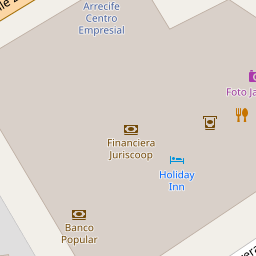 Arrecife
Centro
Empresial
Foto Ja
Financiera
Juriscoop
Holiday
Inn
Banco
Popular